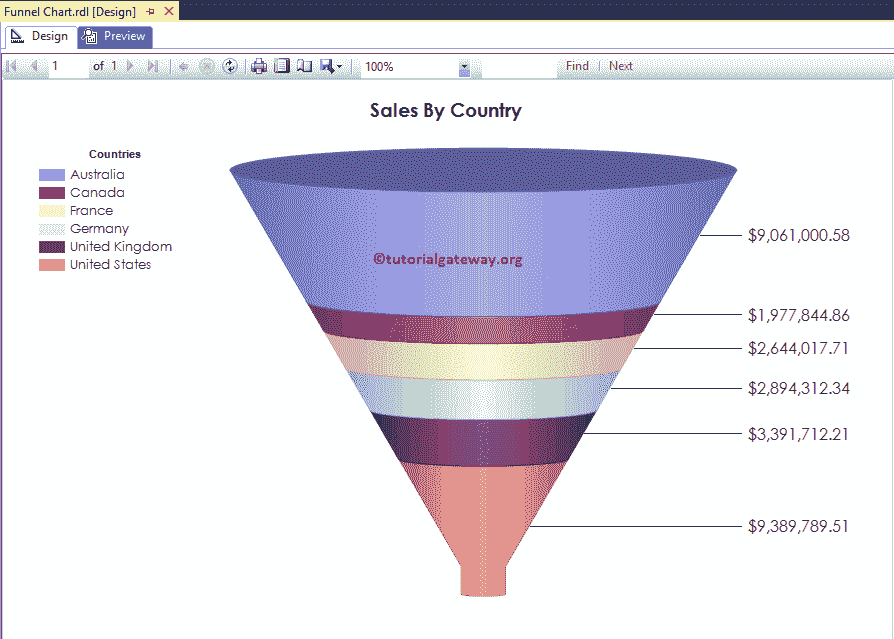 Funnel Chart.rdl [Design]
Design Preview
1 of 1 100% Find | Next
Sales By Country
Countries
Australia
Canada
France
Germany
United Kingdom
United States
©tutorialgateway.org
$9,061,000.58
$1,977,844.86
$2,644,017.71
$2,894,312.34
$3,391,712.21
$9,389,789.51